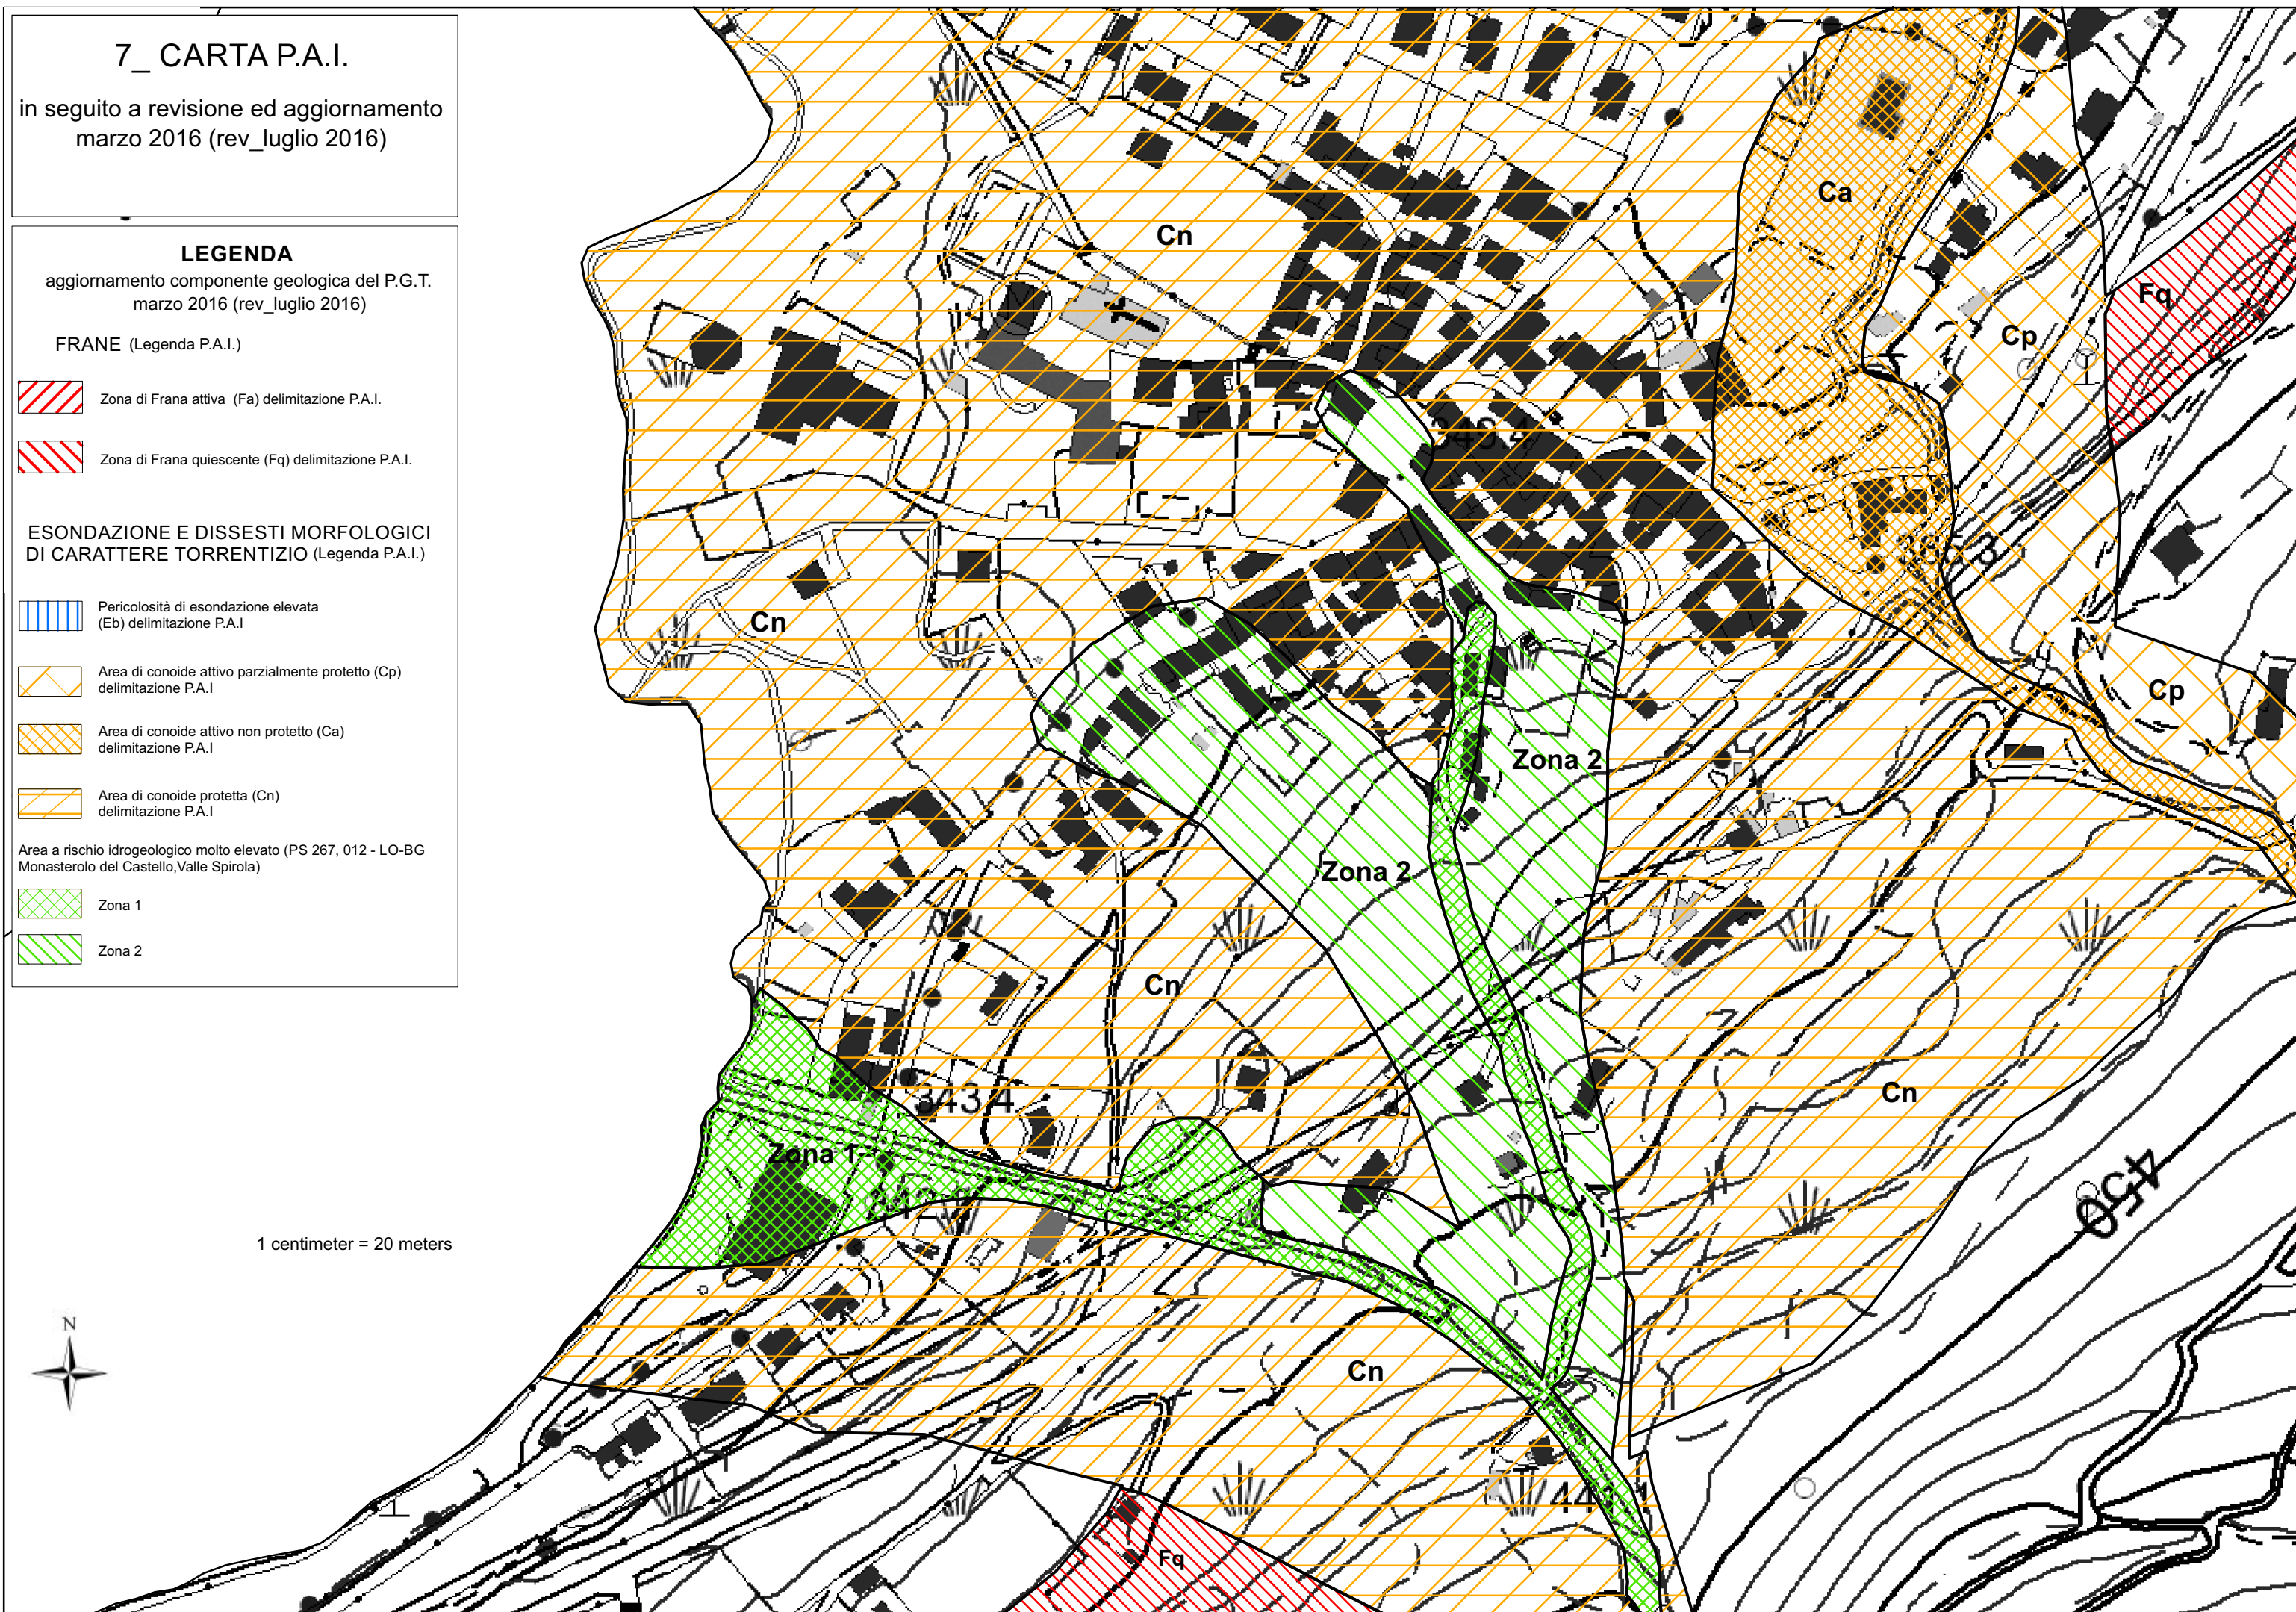 7_ CARTA P.A.I.
in seguito a revisione ed aggiornamento
marzo 2016 (rev_luglio 2016)
LEGENDA
aggiornamento componente geologica del P.G.T.
marzo 2016 (rev_luglio 2016)
FRANE (Legenda P.A.I.)
Zona di Frana attiva (Fa) delimitazione P.A.I.
Zona di Frana quiescente (Fq) delimitazione P.A.I.
ESONDAZIONE E DISSESTI MORFOLOGICI
DI CARATTERE TORRENTIZIO (Legenda P.A.I.)
Pericolosità di esondazione elevata
(Eb) delimitazione P.A.I
Area di conoide attivo parzialmente protetto (Cp)
delimitazione P.A.I
Area di conoide attivo non protetto (Ca)
delimitazione P.A.I
Area di conoide protetta (Cn)
delimitazione P.A.I
Area a rischio idrogeologico molto elevato (PS 267, 012 - LO-BG
Monasterolo del Castello,Valle Spirola)
Zona 1
Zona 2
1 centimeter = 20 meters
N
Ca
Cn
Fq
Cp
349.4
Cn
Cp
Zona 2
Zona 2
Cn
Cn
343.4
Zona 1
450
Cn
Fq